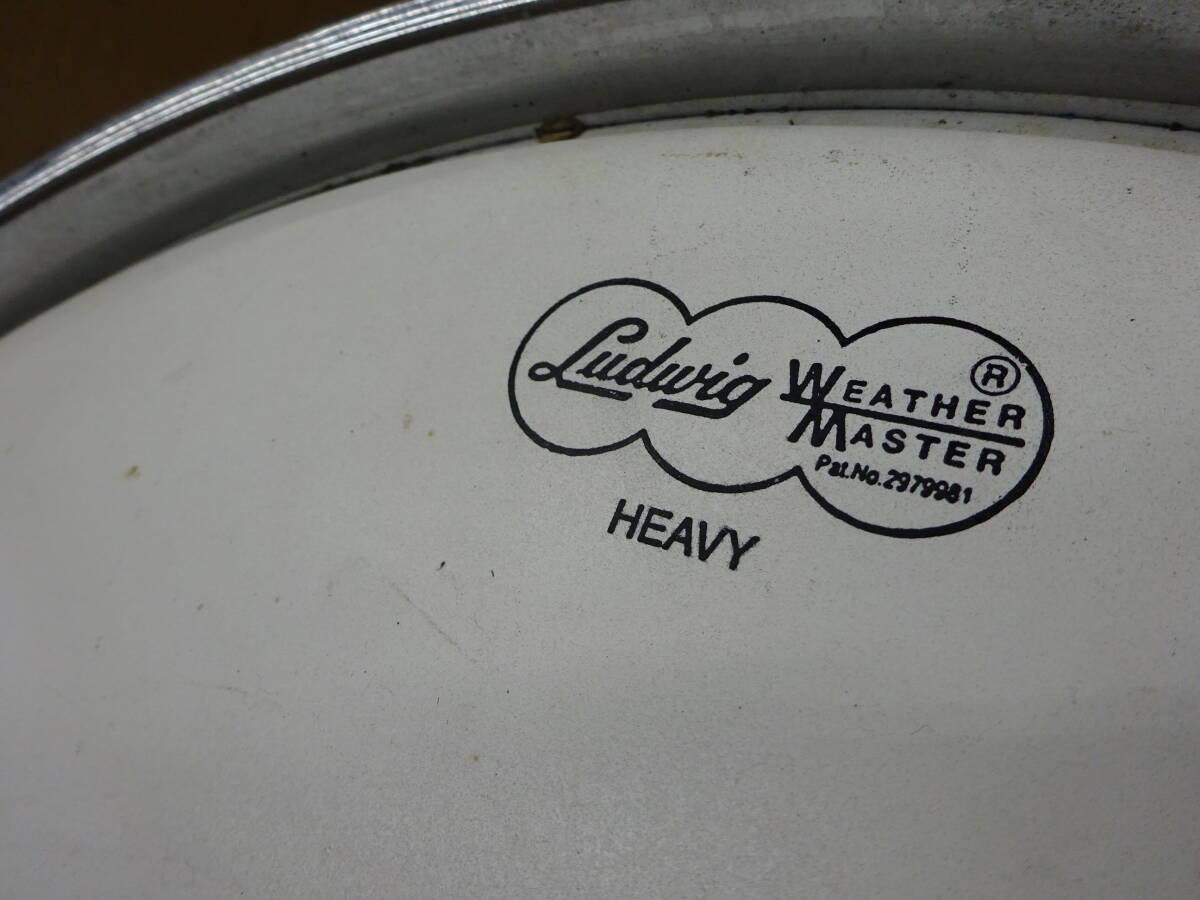 Ludwig WEATHER MASTER ®
Pat.No.2979981
HEAVY